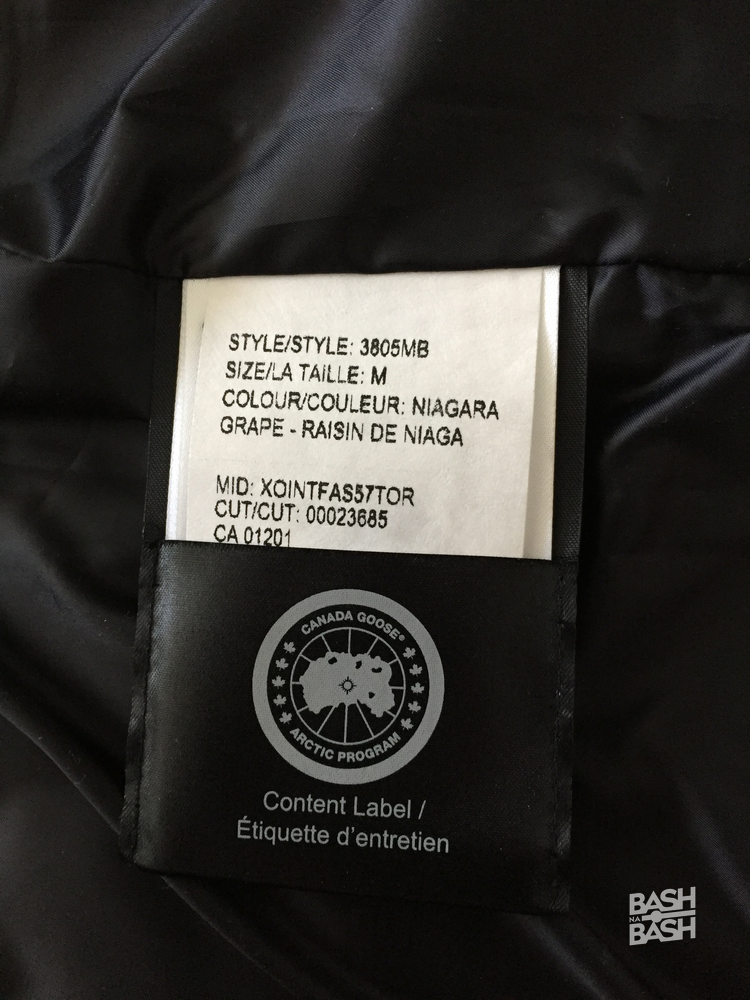 STYLE/STYLE: 3805MB
SIZE/LA TAILLE: M
COLOUR/COULEUR: NIAGARA
GRAPE - RAISIN DE NIAGA
MID: XOINTFAS57TOR
CUT/CUT: 00023685
CA 01201
CANADA GOOSE®
ARCTIC PROGRAM
Content Label /
Étiquette d'entretien
BASH
NA
BASH